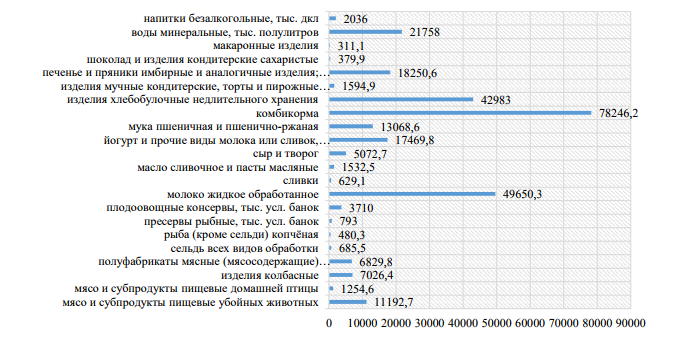 напитки безалкогольные, тыс. дкл 2036
воды минеральные, тыс. полулитров 21758
макаронные изделия 311,1
шоколад и изделия кондитерские сахаристые 379,9
печенье и пряники имбирные и аналогичные изделия;… 18250,6
изделия мучные кондитерские, торты и пирожные… 1594,9
изделия хлебобулочные недлительного хранения 42983
комбикорма 78246,2
мука пшеничная и пшенично-ржаная 13068,6
йогурт и прочие виды молока или сливок,… 17469,8
сыр и творог 5072,7
масло сливочное и пасты масляные 1532,5
сливки 629,1
молоко жидкое обработанное 49650,3
плодоовощные консервы, тыс. усл. банок 3710
пресервы рыбные, тыс. усл. банок 793
рыба (кроме сельди) копчёная 480,3
сельдь всех видов обработки 685,5
полуфабрикаты мясные (мясосодержащие)… 6829,8
изделия колбасные 7026,4
мясо и субпродукты пищевые домашней птицы 1254,6
мясо и субпродукты пищевые убойных животных 11192,7
0 10000 20000 30000 40000 50000 60000 70000 80000 90000